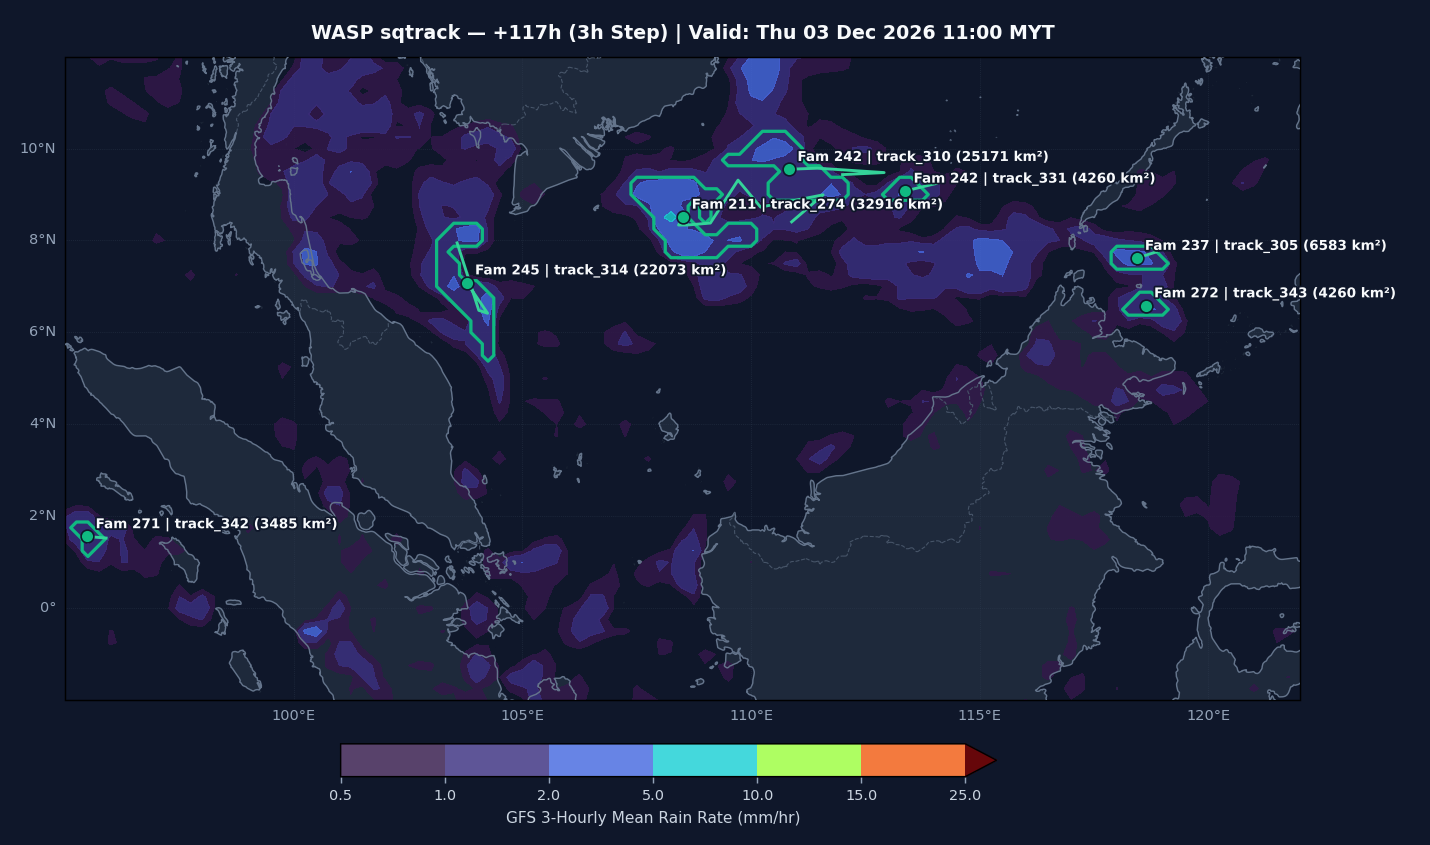 WASP sqtrack — +117h (3h Step) | Valid: Thu 03 Dec 2026 11:00 MYT
10°N
8°N
6°N
4°N
2°N
0°
Fam 242 | track_310 (25171 km²)
Fam 242 | track_331 (4260 km²)
Fam 211 | track_274 (32916 km²)
Fam 237 | track_305 (6583 km²)
Fam 245 | track_314 (22073 km²)
Fam 272 | track_343 (4260 km²)
Fam 271 | track_342 (3485 km²)
100°E 105°E 110°E 115°E 120°E
0.5 1.0 2.0 5.0 10.0 15.0 25.0
GFS 3-Hourly Mean Rain Rate (mm/hr)